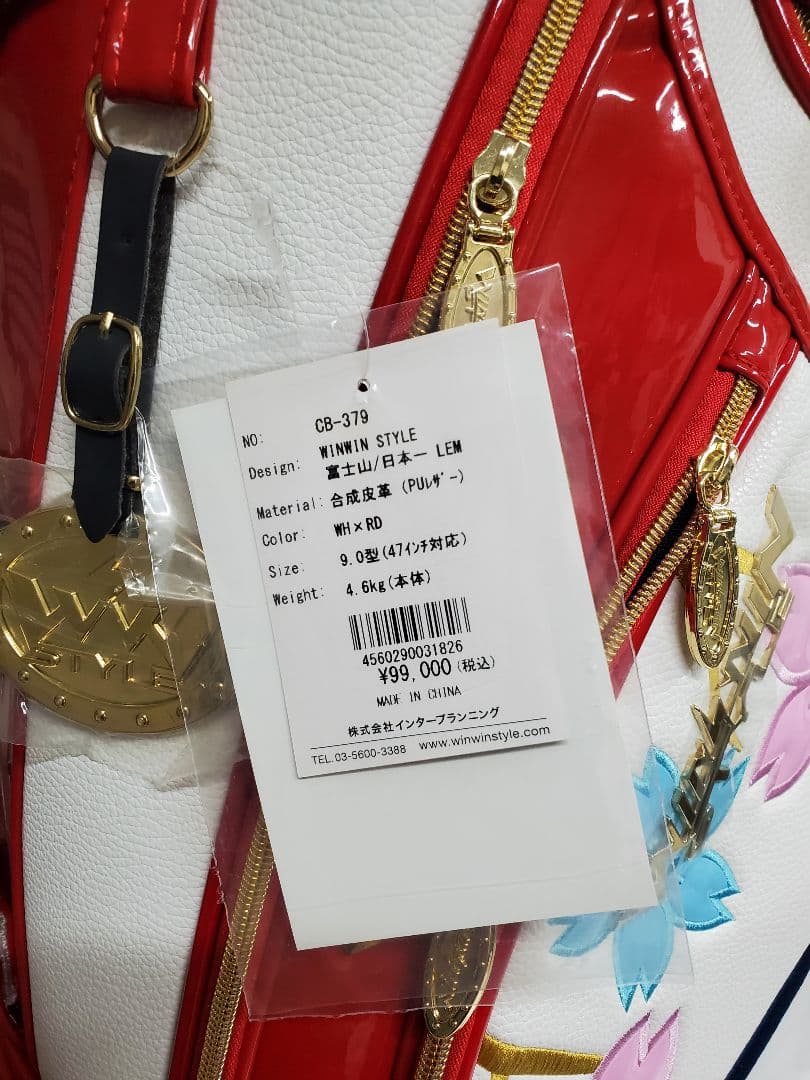 NO: CB-379
Design: WINWIN STYLE
富士山/日本一 LEM
Material: 合成皮革 (PUﾚｻﾞｰ)
Color: WH×RD
Size: 9.0型(47ｲﾝﾁ対応)
Weight: 4.6kg(本体)
4560290031826
¥99,000(税込)
MADE IN CHINA
株式会社インタープランニング
TEL.03-5600-3388 www.winwinstyle.com
STYLE